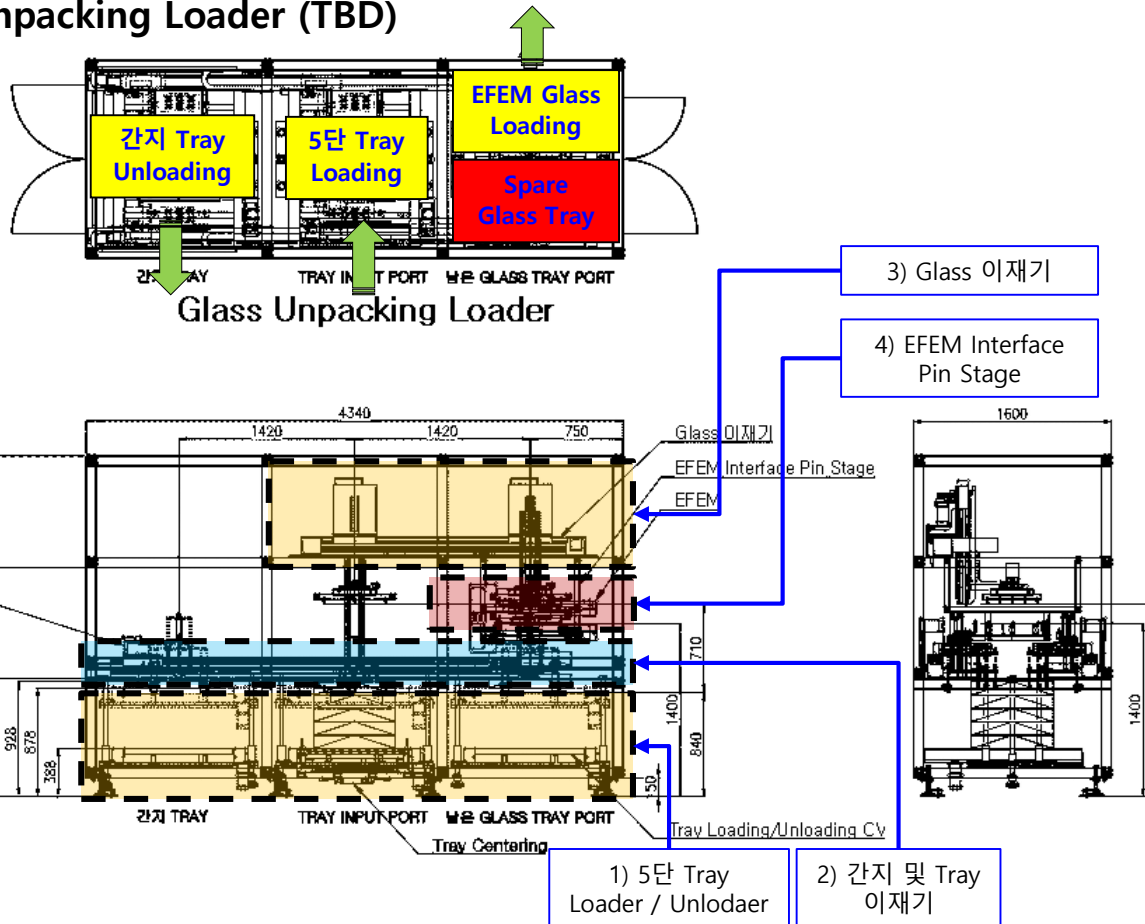 npacking Loader (TBD)
EFEM Glass
Loading
간지 Tray
Unloading
5단 Tray
Loading
Spare
Glass Tray
TRAY INPUT PORT
남은 GLASS TRAY PORT
Glass Unpacking Loader
3) Glass 이재기
4) EFEM Interface
Pin Stage
4340
1420
1420
750
1600
Glass 이재기
EFEM Interface Pin Stage
EFEM
710
1400
840
150
928
878
388
1400
간지 TRAY
TRAY INPUT PORT
남은 GLASS TRAY PORT
Tray Loading/Unloading CV
Tray Centering
1) 5단 Tray
Loader / Unlodaer
2) 간지 및 Tray
이재기